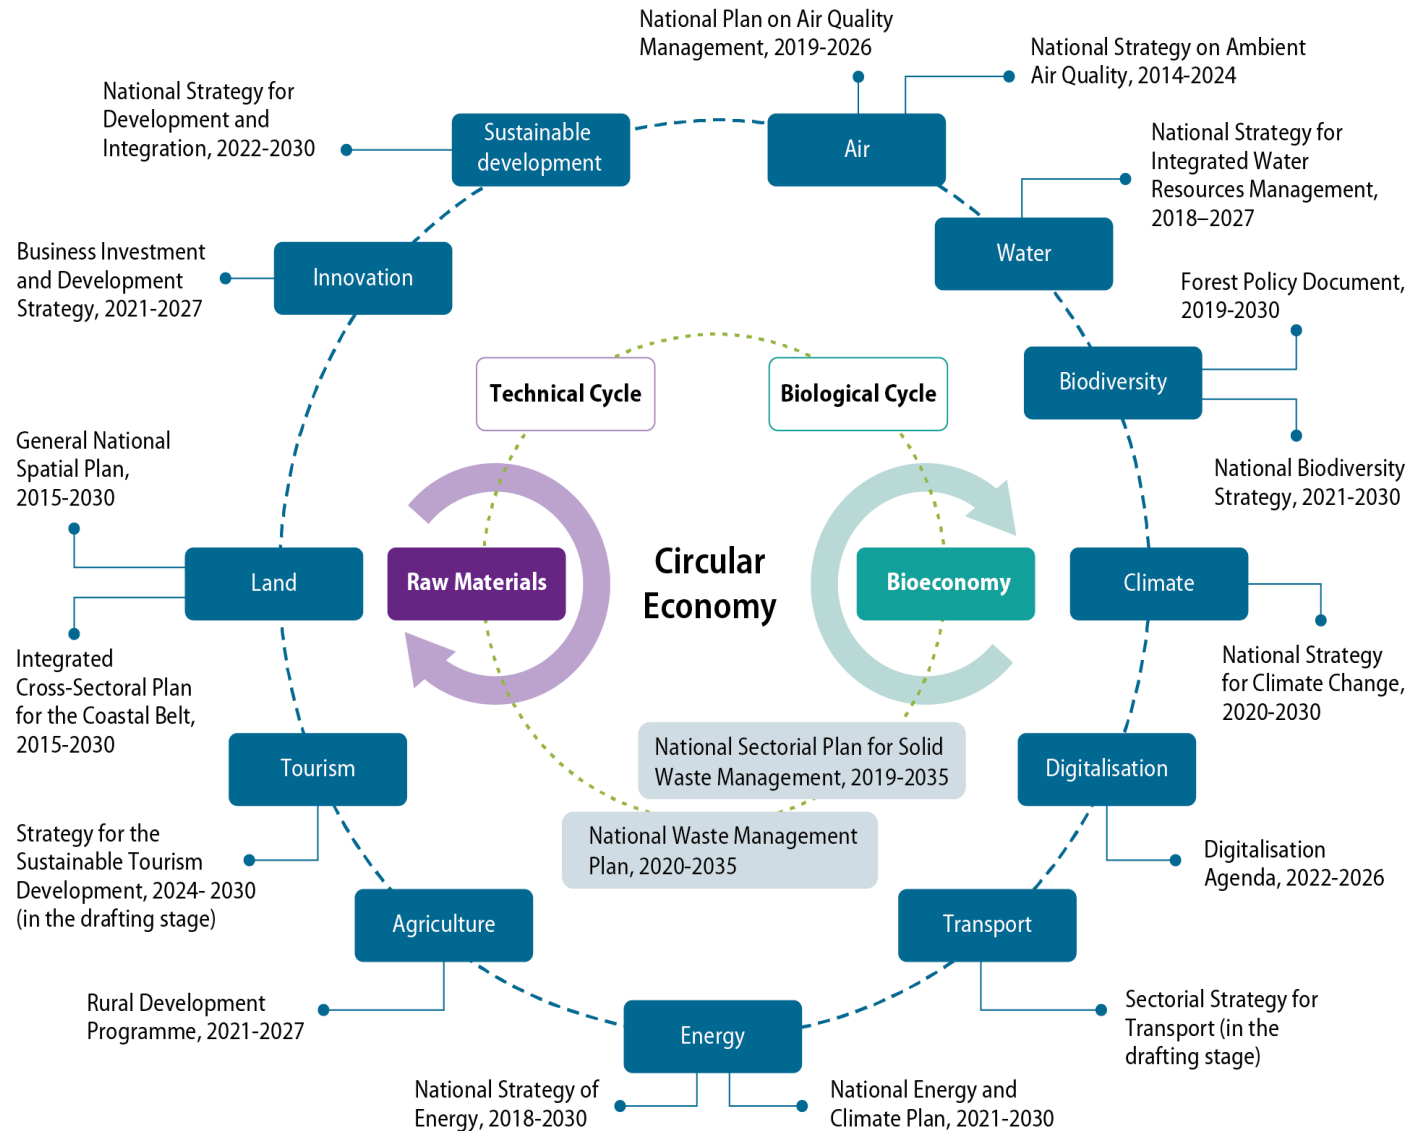 National Plan on Air Quality
Management, 2019-2026
National Strategy on Ambient
Air Quality, 2014-2024
National Strategy for
Development and
Integration, 2022-2030
Sustainable
development
Air
National Strategy for
Integrated Water
Resources Management,
2018–2027
Business Investment
and Development
Strategy, 2021-2027
Innovation
Water
Forest Policy Document,
2019-2030
Technical Cycle
Biological Cycle
Biodiversity
General National
Spatial Plan,
2015-2030
National Biodiversity
Strategy, 2021-2030
Land
Raw Materials
Circular
Economy
Bioeconomy
Climate
Integrated
Cross-Sectoral Plan
for the Coastal Belt,
2015-2030
National Strategy
for Climate Change,
2020-2030
Tourism
National Sectorial Plan for Solid
Waste Management, 2019-2035
Digitalisation
National Waste Management
Plan, 2020-2035
Strategy for the
Sustainable Tourism
Development, 2024- 2030
(in the drafting stage)
Digitalisation
Agenda, 2022-2026
Agriculture
Transport
Rural Development
Programme, 2021-2027
Sectorial Strategy for
Transport (in the
drafting stage)
Energy
National Strategy of
Energy, 2018-2030
National Energy and
Climate Plan, 2021-2030